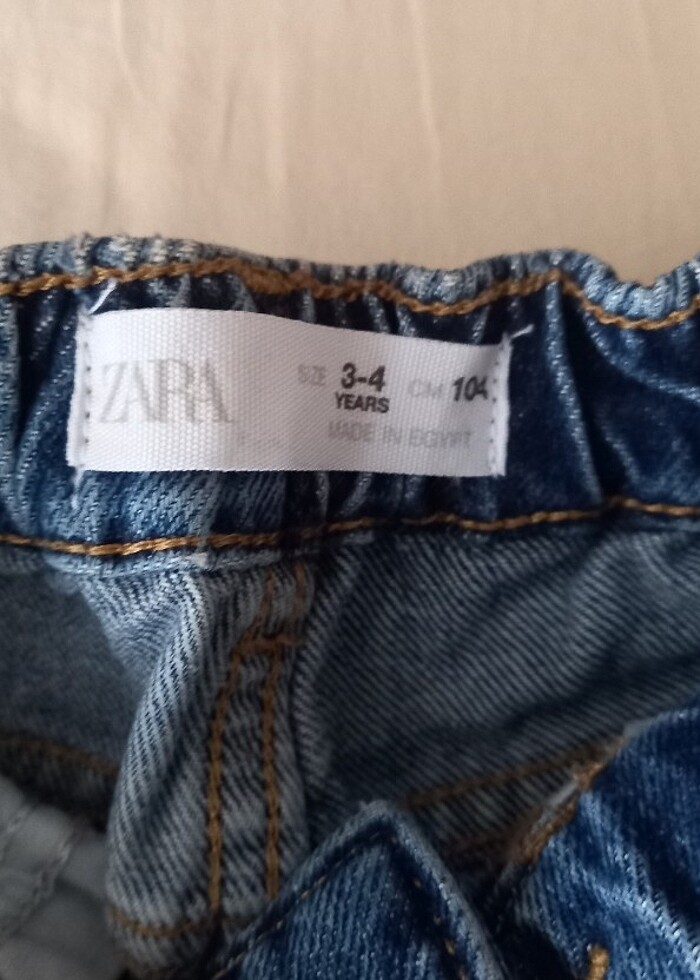 ZARA
SIZE 3-4 YEARS CM 104
MADE IN EGYPT